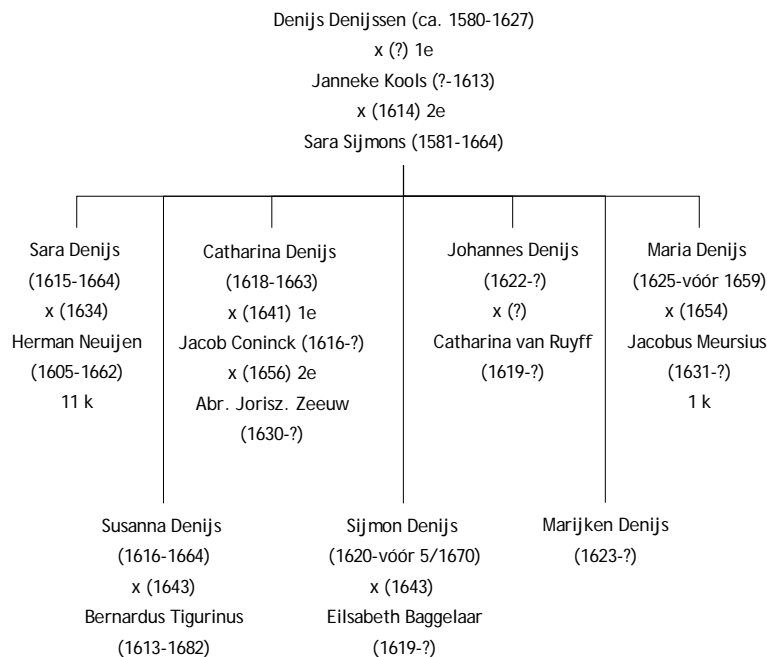 Denijs Denijssen (ca. 1580-1627)
x (?) 1e
Janneke Kools (?-1613)
x (1614) 2e
Sara Sijmons (1581-1664)
Sara Denijs
(1615-1664)
x (1634)
Herman Neuijen
(1605-1662)
11 k
Catharina Denijs
(1618-1663)
x (1641) 1e
Jacob Coninck (1616-?)
x (1656) 2e
Abr. Jorisz. Zeeuw
(1630-?)
Johannes Denijs
(1622-?)
x (?)
Catharina van Ruyff
(1619-?)
Maria Denijs
(1625-vóór 1659)
x (1654)
Jacobus Meursius
(1631-?)
1 k
Susanna Denijs
(1616-1664)
x (1643)
Bernardus Tigurinus
(1613-1682)
Sijmon Denijs
(1620-vóór 5/1670)
x (1643)
Eilsabeth Baggelaar
(1619-?)
Marijken Denijs
(1623-?)